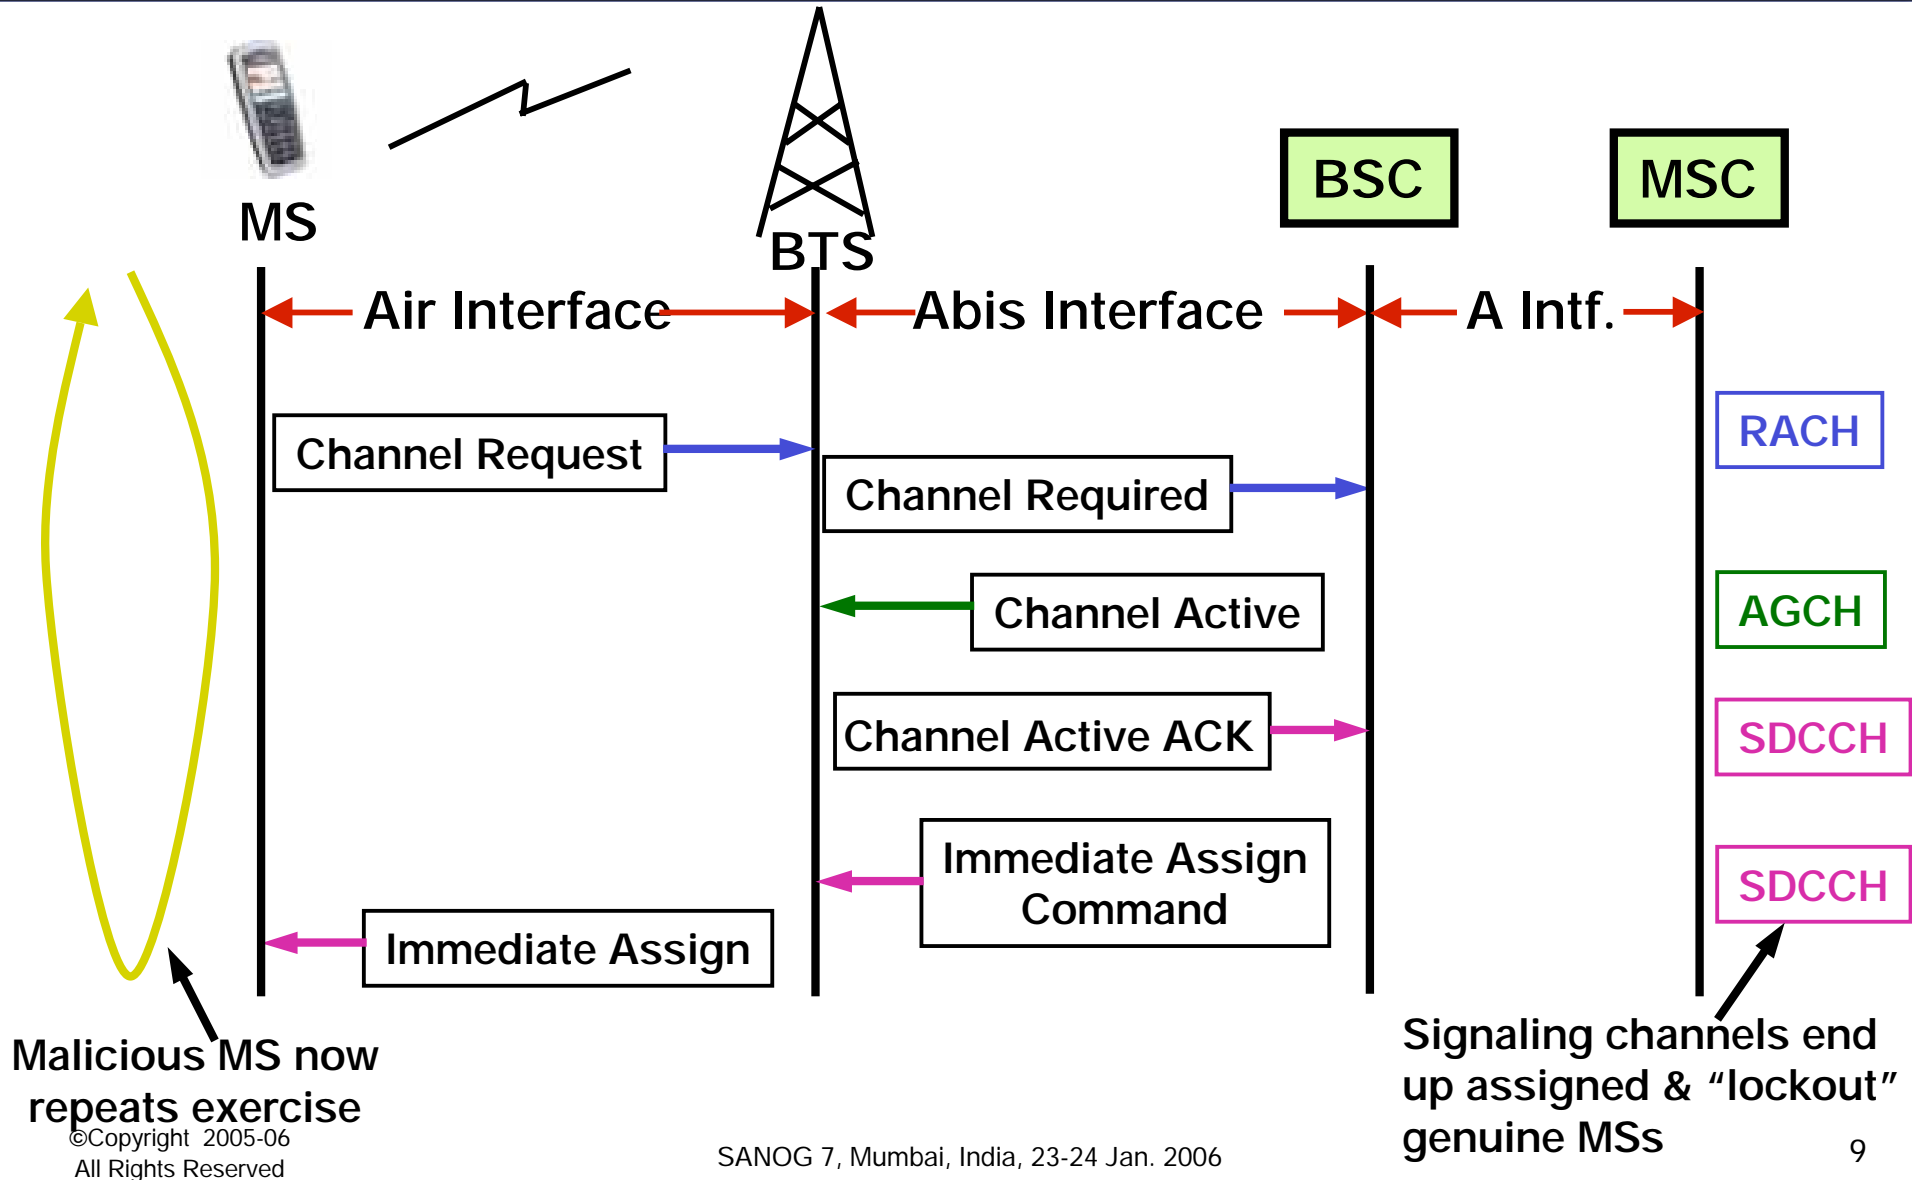 MS
BTS
BSC
MSC
Air Interface
Abis Interface
A Intf.
Channel Request
RACH
Channel Required
Channel Active
AGCH
Channel Active ACK
SDCCH
Immediate Assign
Command
SDCCH
Immediate Assign
Malicious MS now
repeats exercise
Signaling channels end
up assigned & “lockout”
genuine MSs
©Copyright 2005-06
All Rights Reserved
SANOG 7, Mumbai, India, 23-24 Jan. 2006
9